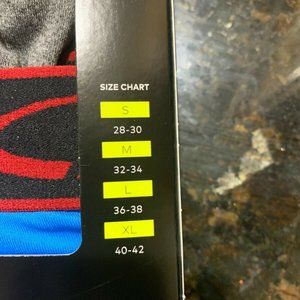 SIZE CHART
S
28-30
M
32-34
L
36-38
XL
40-42